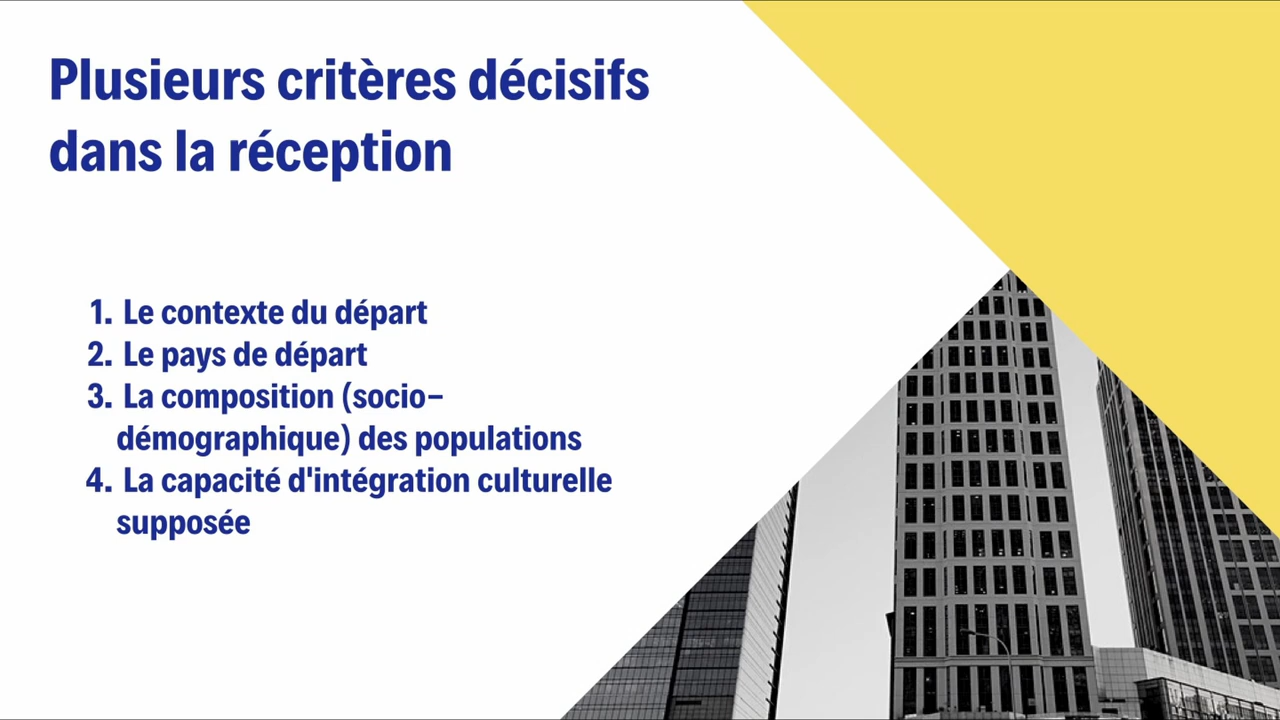 Plusieurs critères décisifs
dans la réception
1. Le contexte du départ
2. Le pays de départ
3. La composition (socio-
démographique) des populations
4. La capacité d'intégration culturelle
supposée